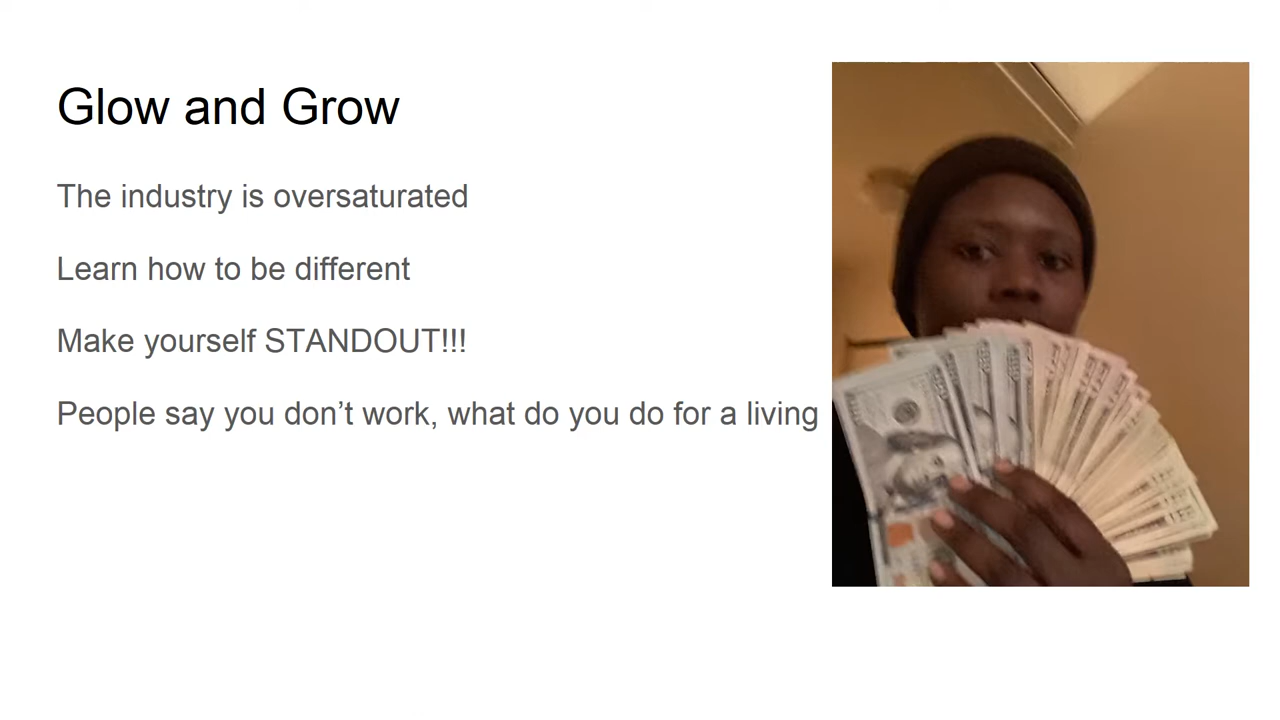 Glow and Grow
The industry is oversaturated
Learn how to be different
Make yourself STANDOUT!!!
People say you don’t work, what do you do for a living